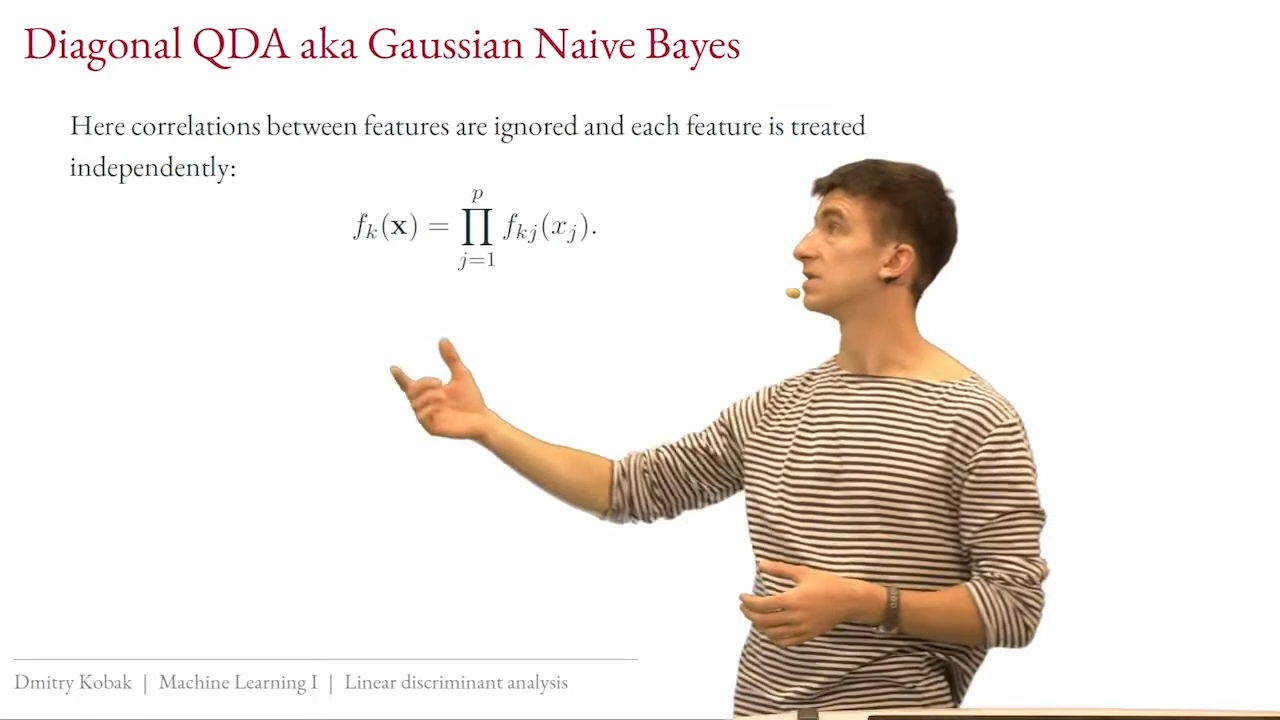 Diagonal QDA aka Gaussian Naive Bayes
Here correlations between features are ignored and each feature is treated
independently:
f_k(𝐱) = ∏_{j=1}^{p} f_{kj}(x_j).
Dmitry Kobak | Machine Learning I | Linear discriminant analysis